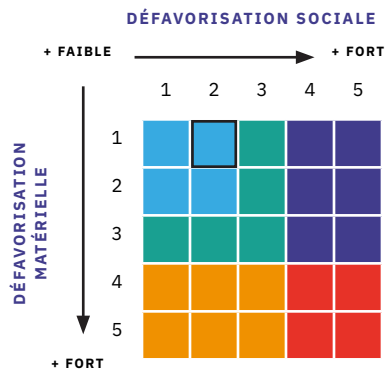 DÉFAVORISATION SOCIALE
+ FAIBLE
+ FORT
1 2 3 4 5
DÉFAVORISATION
MATÉRIELLE
1
2
3
4
5
+ FORT